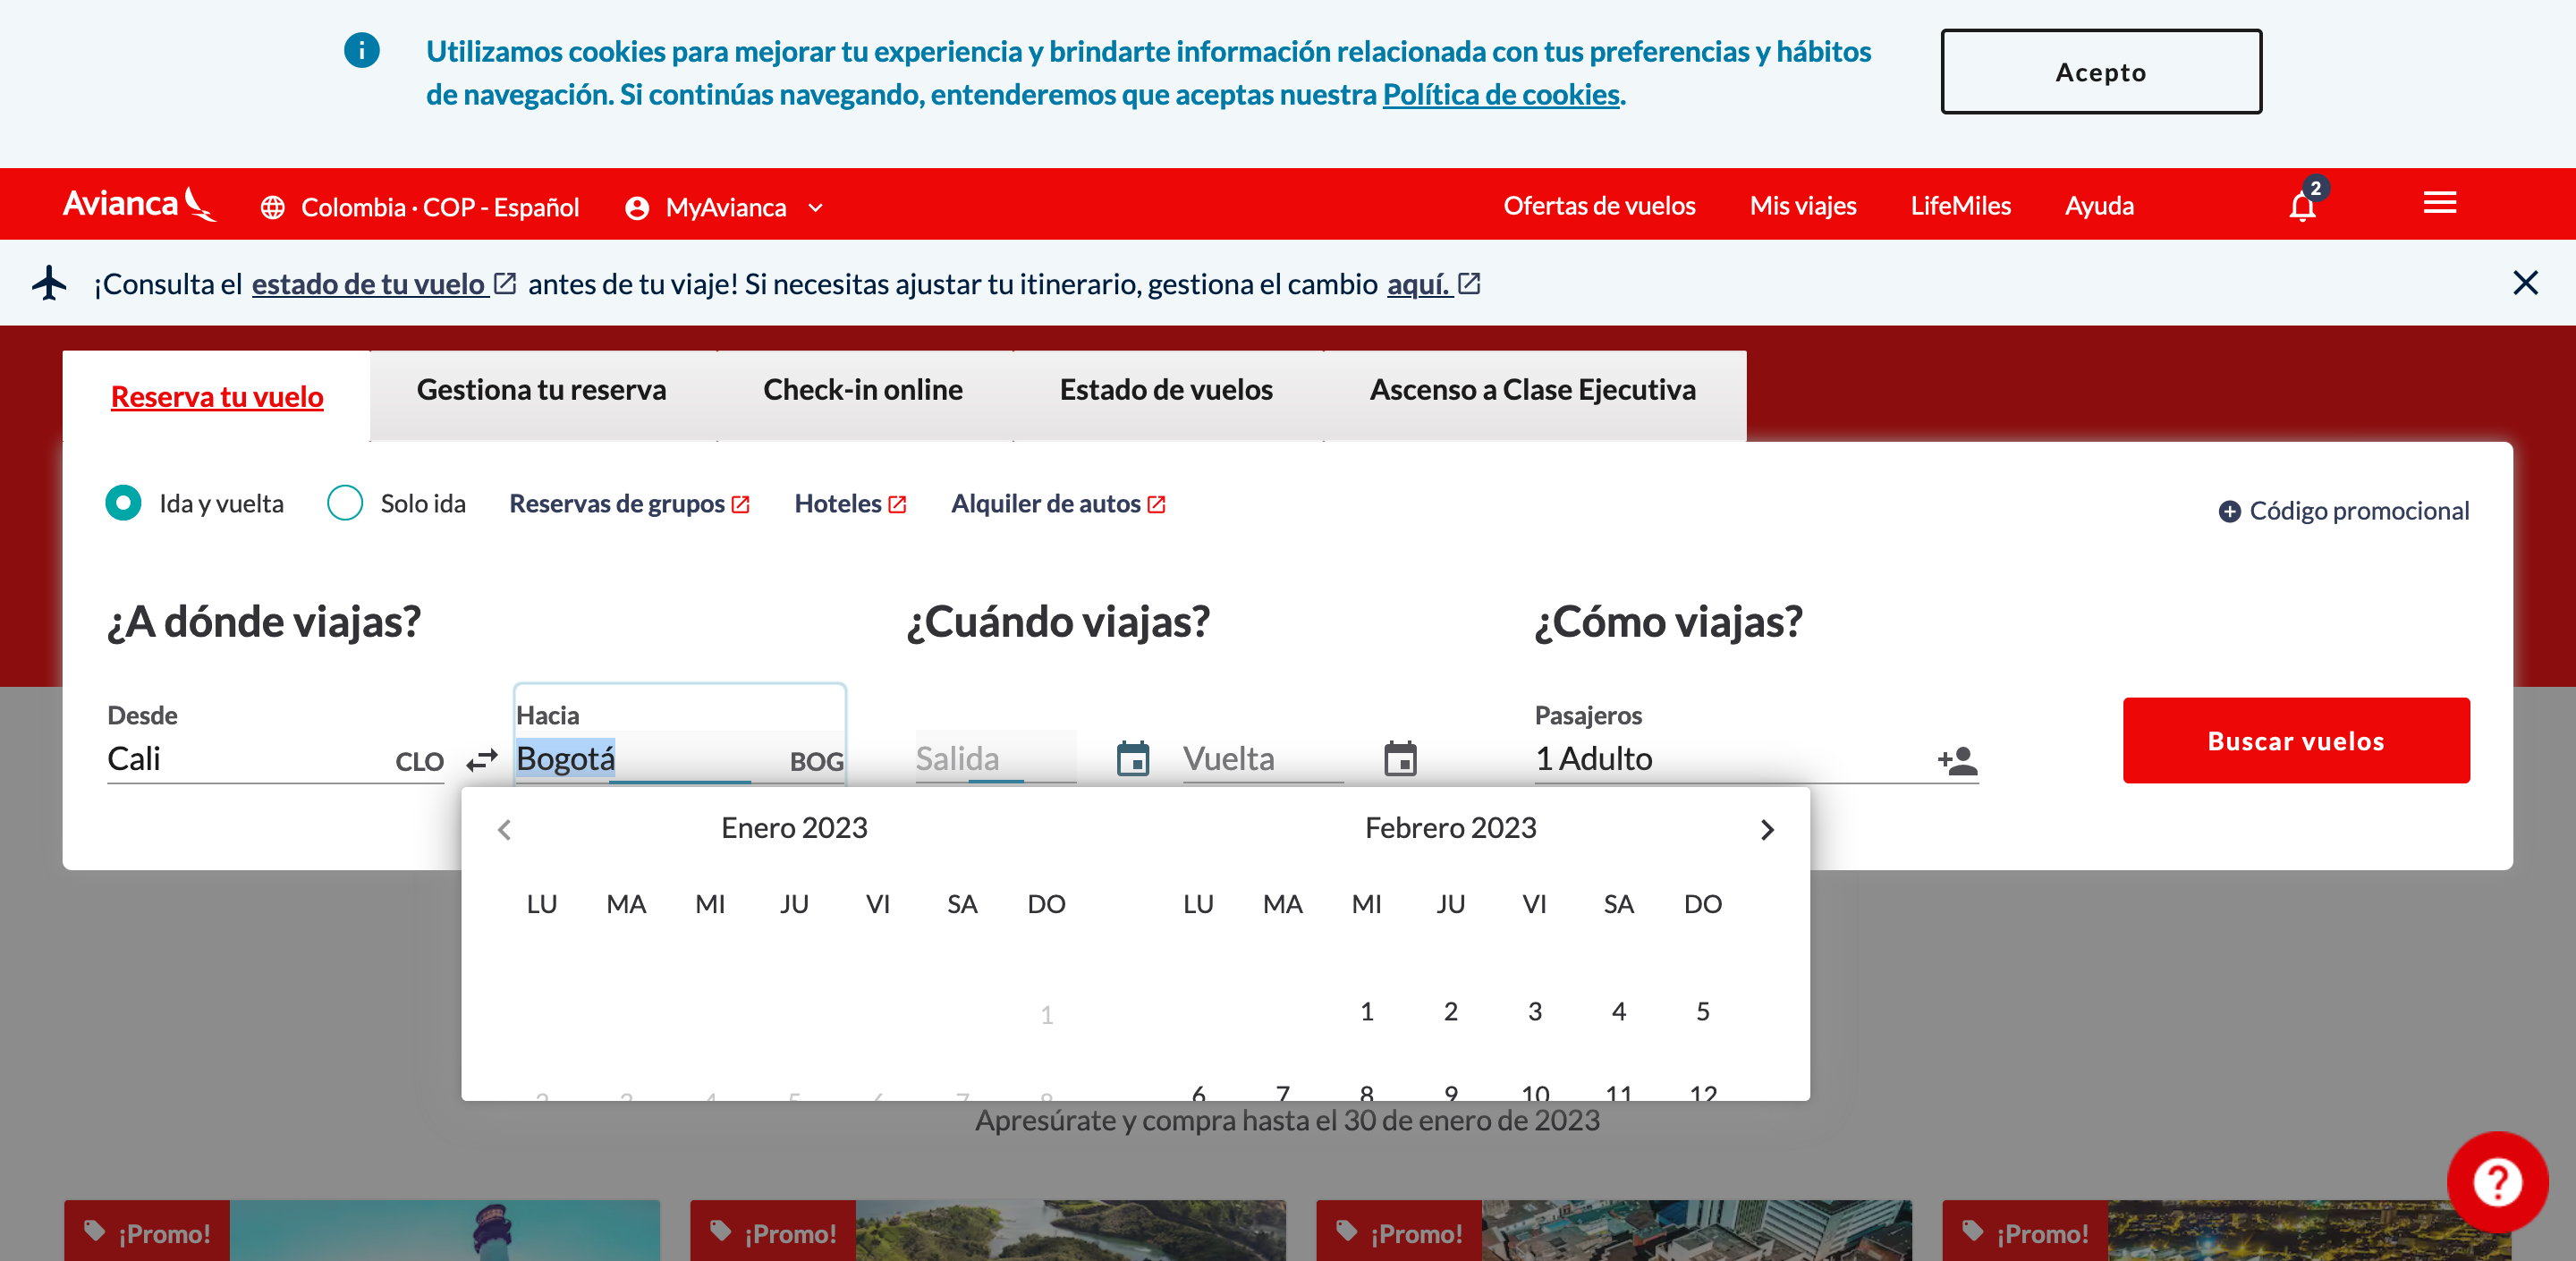 Utilizamos cookies para mejorar tu experiencia y brindarte información relacionada con tus preferencias y hábitos
de navegación. Si continúas navegando, entenderemos que aceptas nuestra Política de cookies.
Acepto
Avianca
Colombia · COP - Español
MyAvianca
Ofertas de vuelos
Mis viajes
LifeMiles
Ayuda
2
¡Consulta el estado de tu vuelo antes de tu viaje! Si necesitas ajustar tu itinerario, gestiona el cambio aquí.
Reserva tu vuelo
Gestiona tu reserva
Check-in online
Estado de vuelos
Ascenso a Clase Ejecutiva
Ida y vuelta
Solo ida
Reservas de grupos
Hoteles
Alquiler de autos
Código promocional
¿A dónde viajas?
¿Cuándo viajas?
¿Cómo viajas?
Desde
Cali CLO
Hacia
Bogotá BOG
Salida
Vuelta
Pasajeros
1 Adulto
Buscar vuelos
Enero 2023
LU MA MI JU VI SA DO
1
2 3 4 5 6 7 8
Febrero 2023
LU MA MI JU VI SA DO
1 2 3 4 5
6 7 8 9 10 11 12
Apresúrate y compra hasta el 30 de enero de 2023
¡Promo!
¡Promo!
¡Promo!
¡Promo!